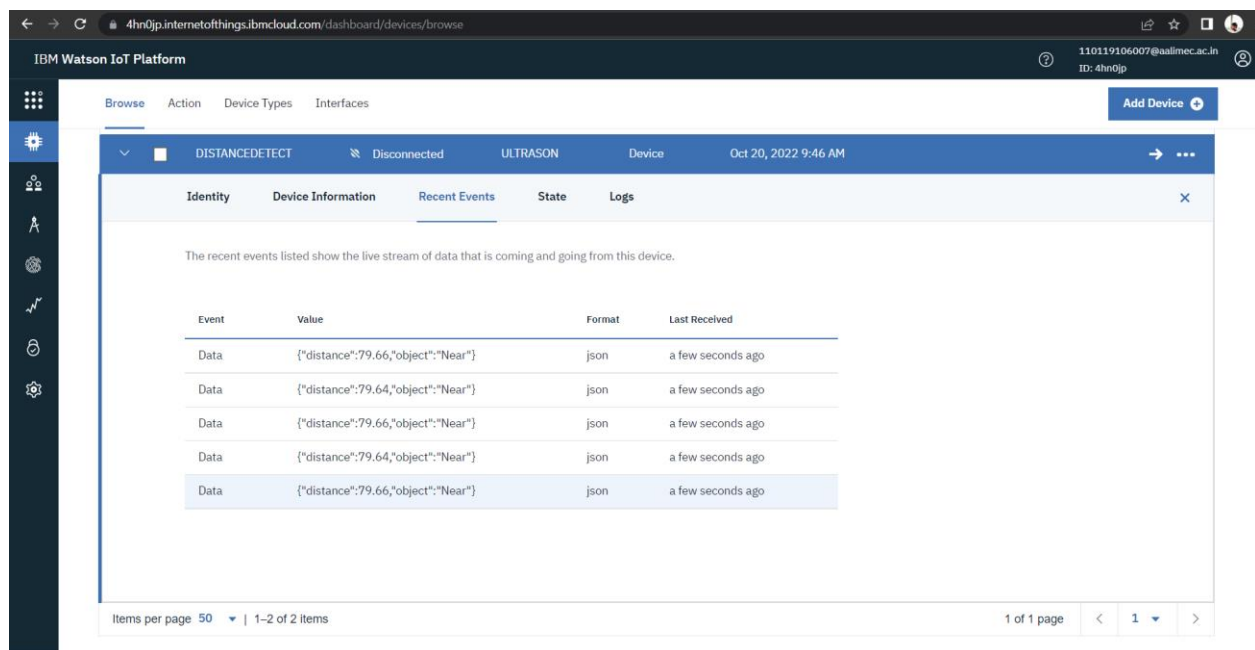 4hn0jp.internetofthings.ibmcloud.com/dashboard/devices/browse
IBM Watson IoT Platform
110119106007@aalimec.ac.in
ID: 4hn0jp
Browse Action Device Types Interfaces
Add Device
DISTANCEDETECT Disconnected ULTRASON Device Oct 20, 2022 9:46 AM
Identity Device Information Recent Events State Logs
The recent events listed show the live stream of data that is coming and going from this device.
Event Value Format Last Received
Data {"distance":79.66,"object":"Near"} json a few seconds ago
Data {"distance":79.64,"object":"Near"} json a few seconds ago
Data {"distance":79.66,"object":"Near"} json a few seconds ago
Data {"distance":79.64,"object":"Near"} json a few seconds ago
Data {"distance":79.66,"object":"Near"} json a few seconds ago
Items per page 50 | 1–2 of 2 items 1 of 1 page < 1 >